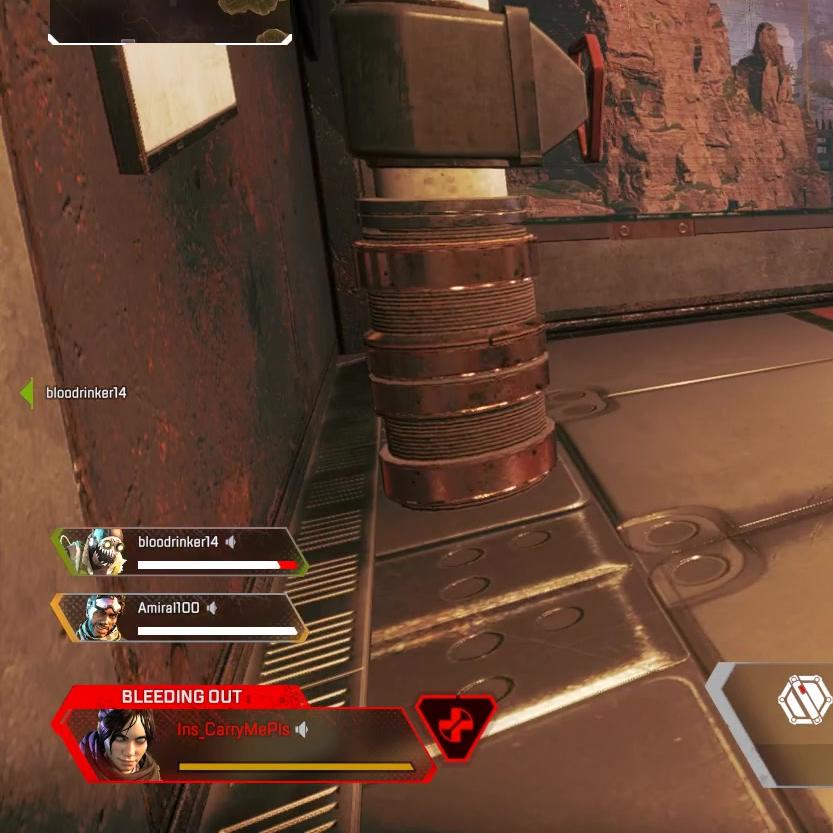 bloodrinker14
bloodrinker14
Amiral100
BLEEDING OUT
Ins_CarryMePls